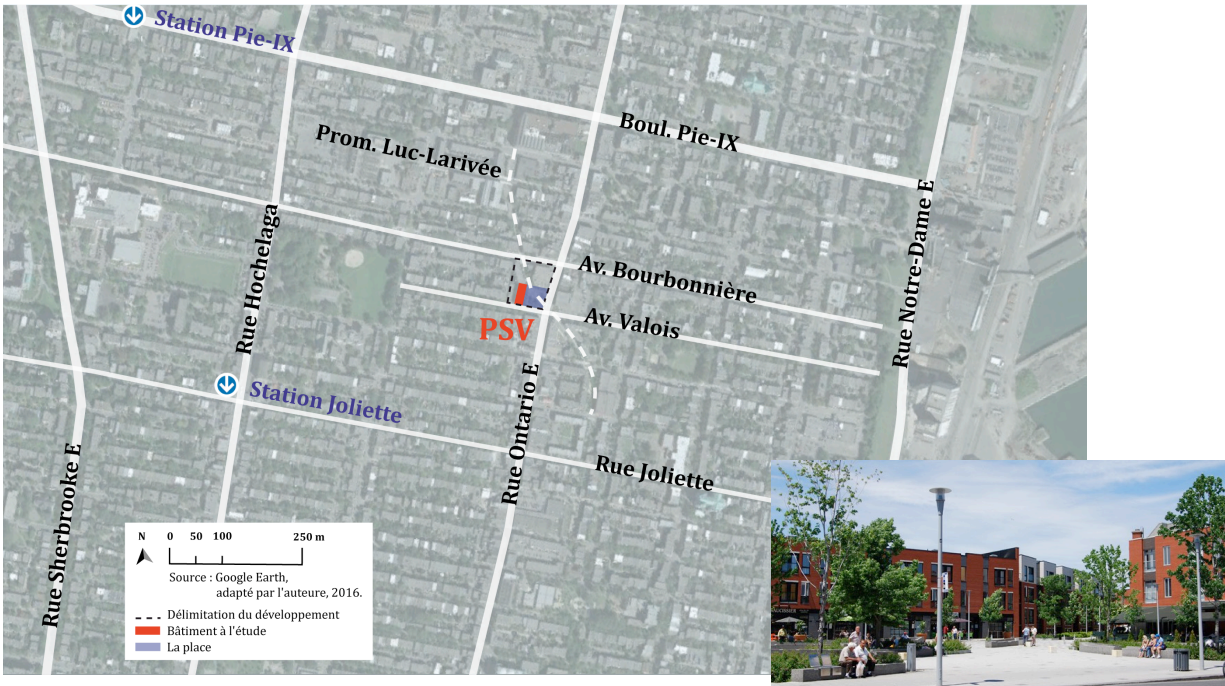 Station Pie-IX
Boul. Pie-IX
Prom. Luc-Larivée
Rue Hochelaga
Av. Bourbonnière
Rue Notre-Dame E
Av. Valois
PSV
Station Joliette
Rue Ontario E
Rue Joliette
Rue Sherbrooke E
N 0 50 100 250 m
Source : Google Earth,
adapté par l'auteure, 2016.
Délimitation du développement
Bâtiment à l'étude
La place